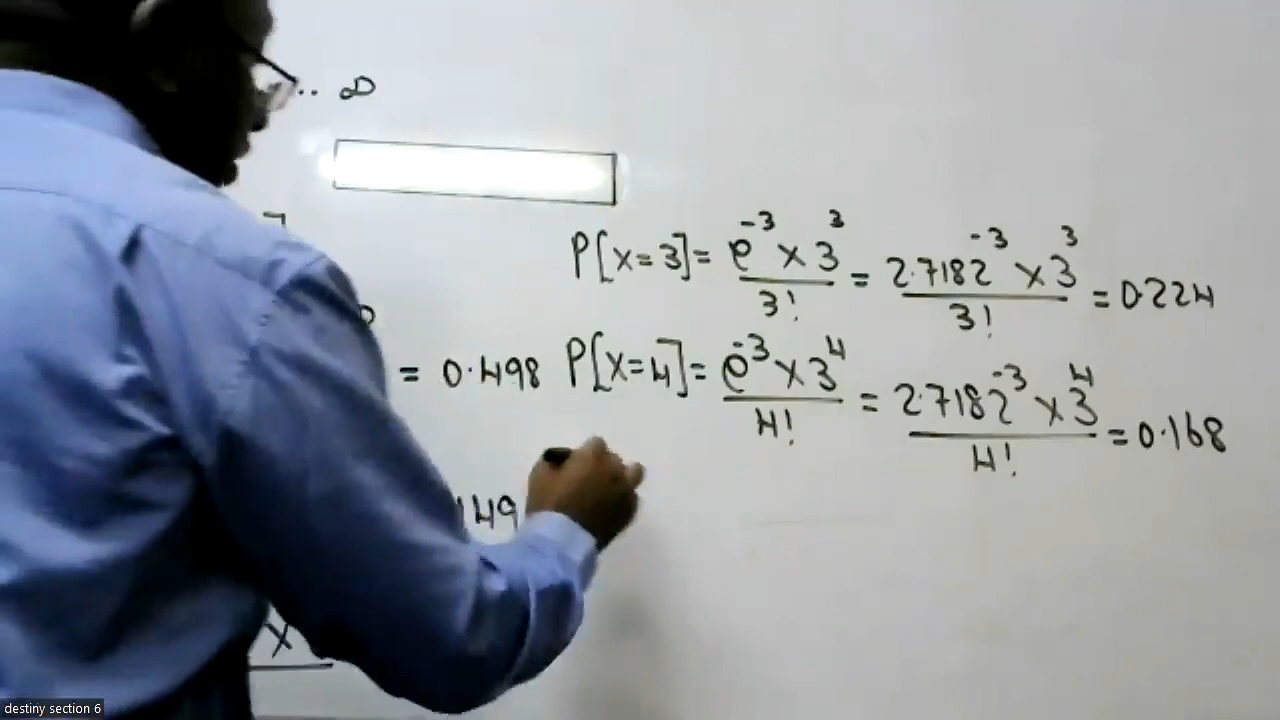 .. ∞
P[x=3]= e^-3 x 3^3 / 3! = 2.7182^-3 x 3^3 / 3! = 0.224
= 0.498
P[x=4]= e^-3 x 3^4 / 4! = 2.7182^-3 x 3^4 / 4! = 0.168
149
x
destiny section 6